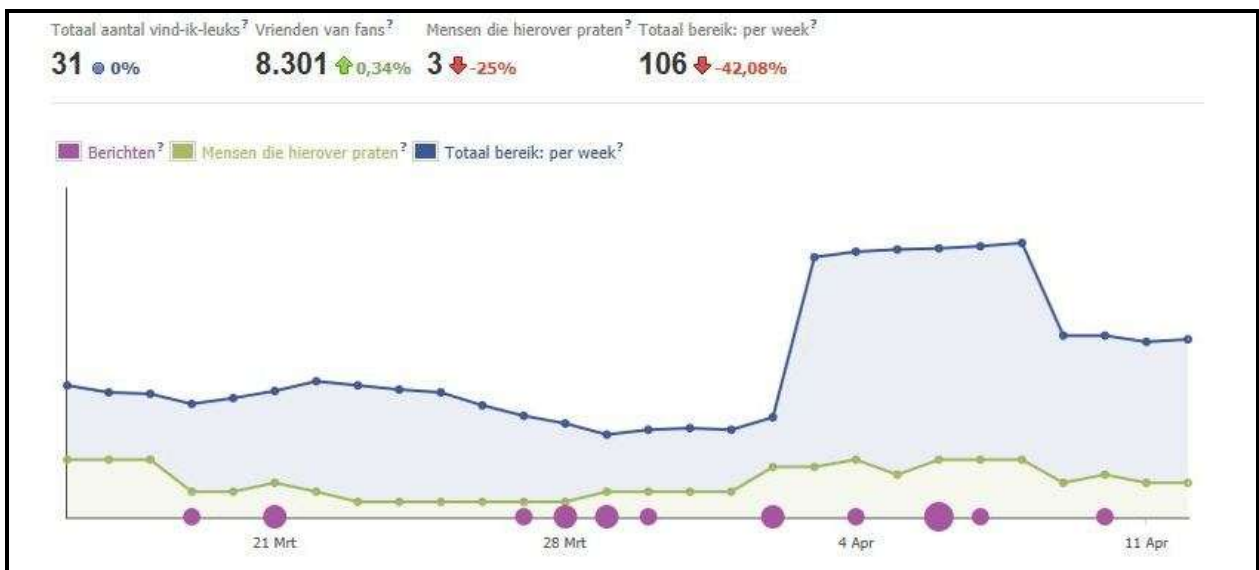 Totaal aantal vind-ik-leuks? Vrienden van fans? Mensen die hierover praten? Totaal bereik: per week?
31 0% 8.301 0,34% 3 -25% 106 -42,08%
Berichten? Mensen die hierover praten? Totaal bereik: per week?
21 Mrt 28 Mrt 4 Apr 11 Apr